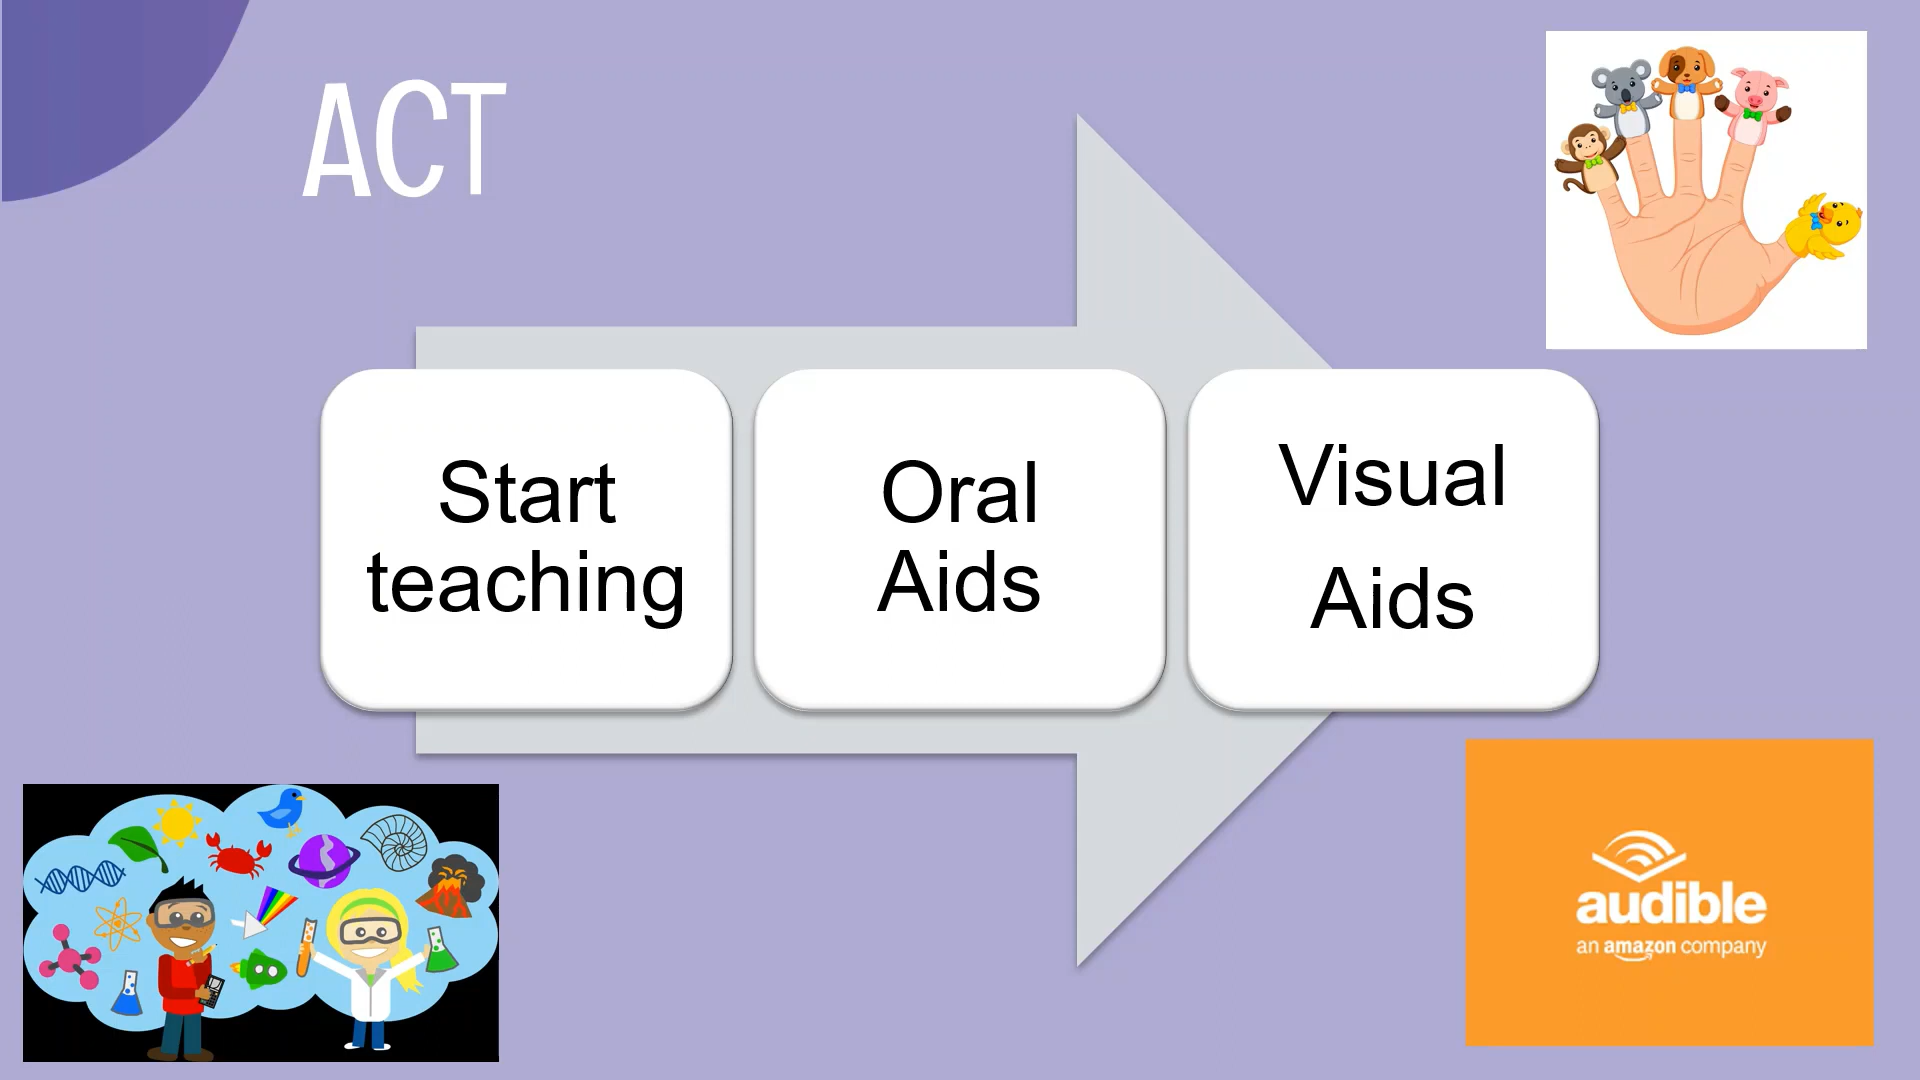 ACT
Start
teaching
Oral
Aids
Visual
Aids
audible
an amazon company